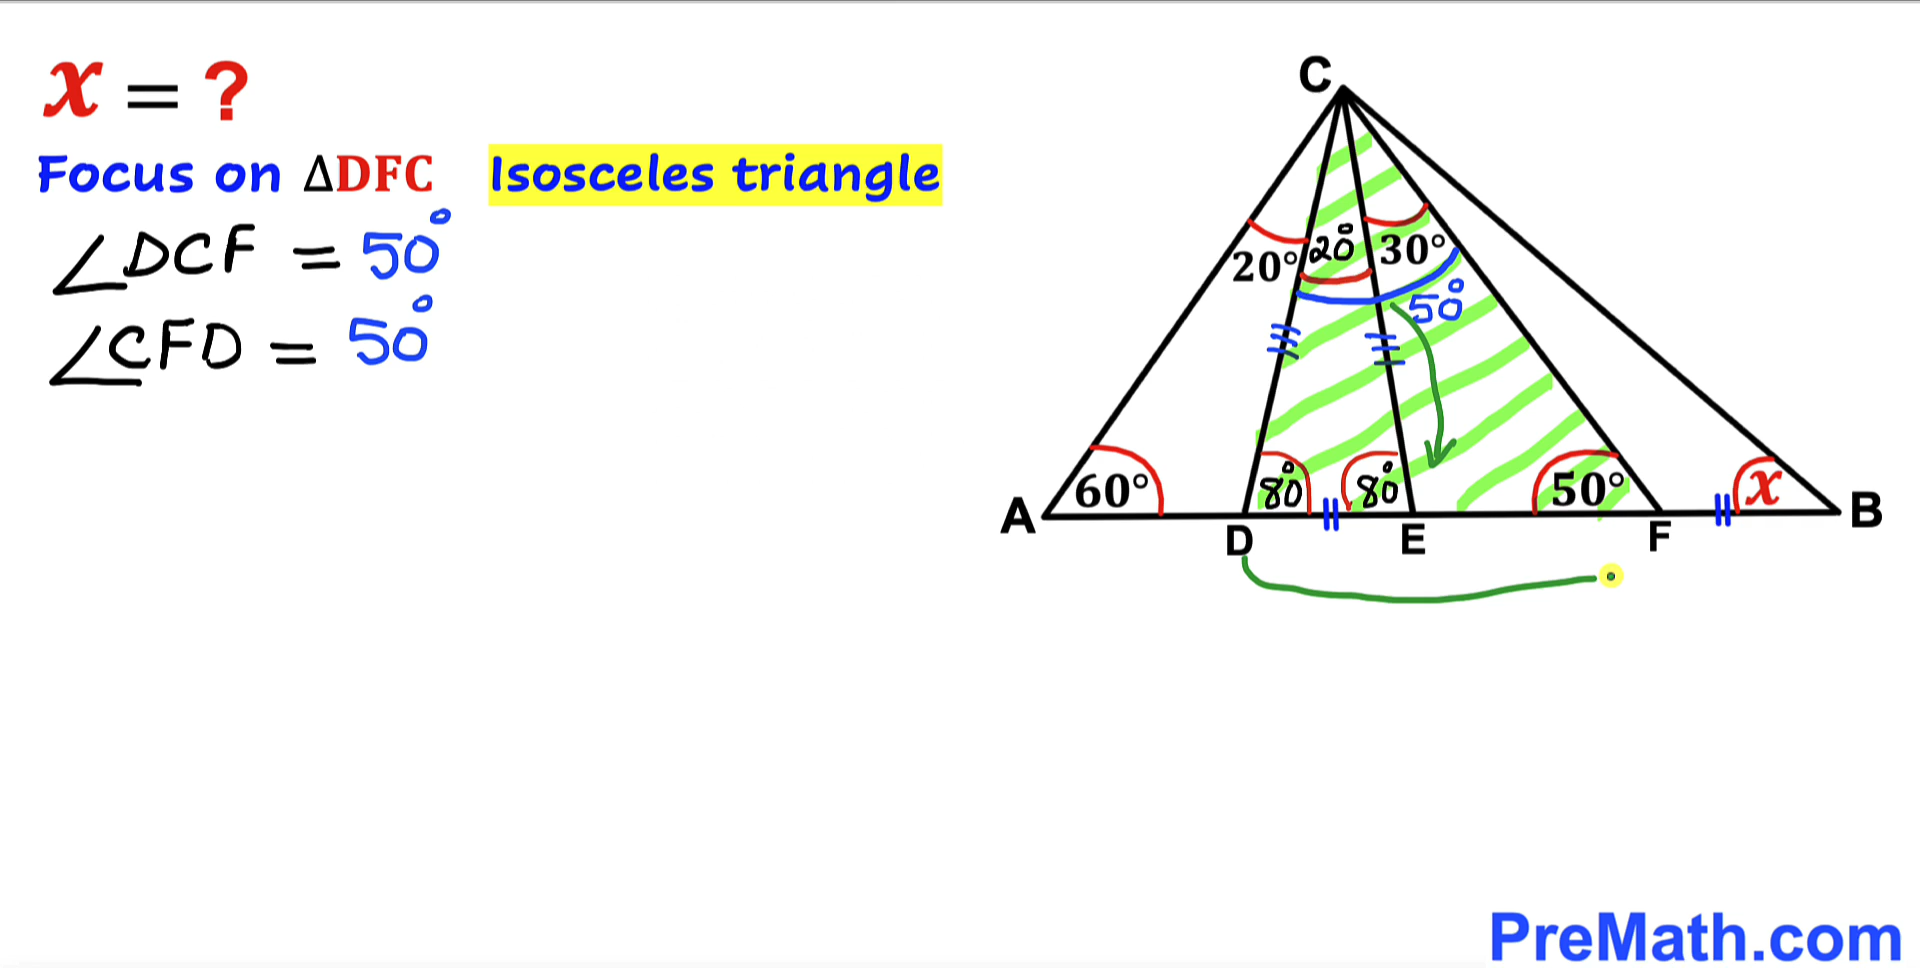 x = ?
Focus on ΔDFC Isosceles triangle
∠DCF = 50°
∠CFD = 50°
C
20° 20° 30°
50°
60° 80° 80° 50° x
A B
D E F
PreMath.com